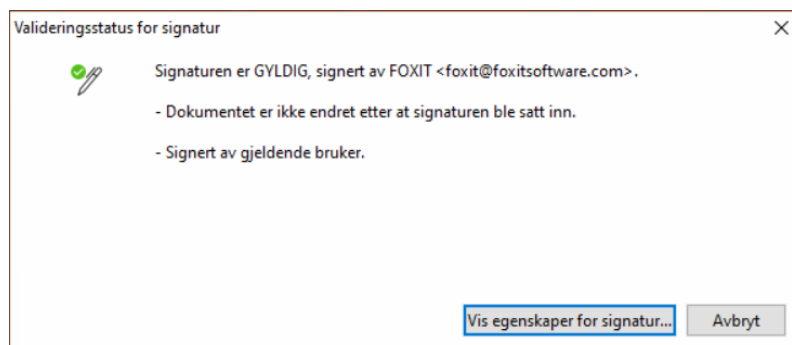 Valideringsstatus for signatur
Signaturen er GYLDIG, signert av FOXIT <foxit@foxitsoftware.com>.
- Dokumentet er ikke endret etter at signaturen ble satt inn.
- Signert av gjeldende bruker.
Vis egenskaper for signatur... Avbryt